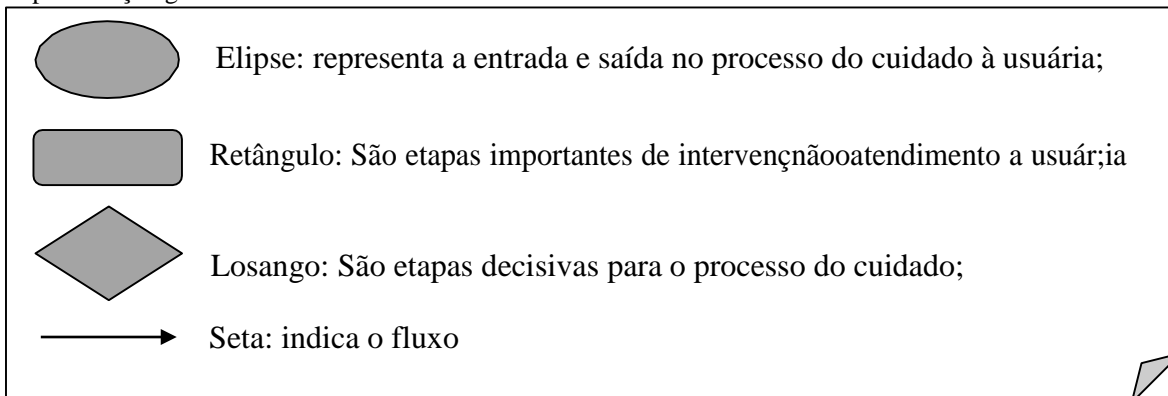 Elipse: representa a entrada e saída no processo do cuidado à usuária;
Retângulo: São etapas importantes de intervençnãooatendimento a usuár;ia
Losango: São etapas decisivas para o processo do cuidado;
Seta: indica o fluxo